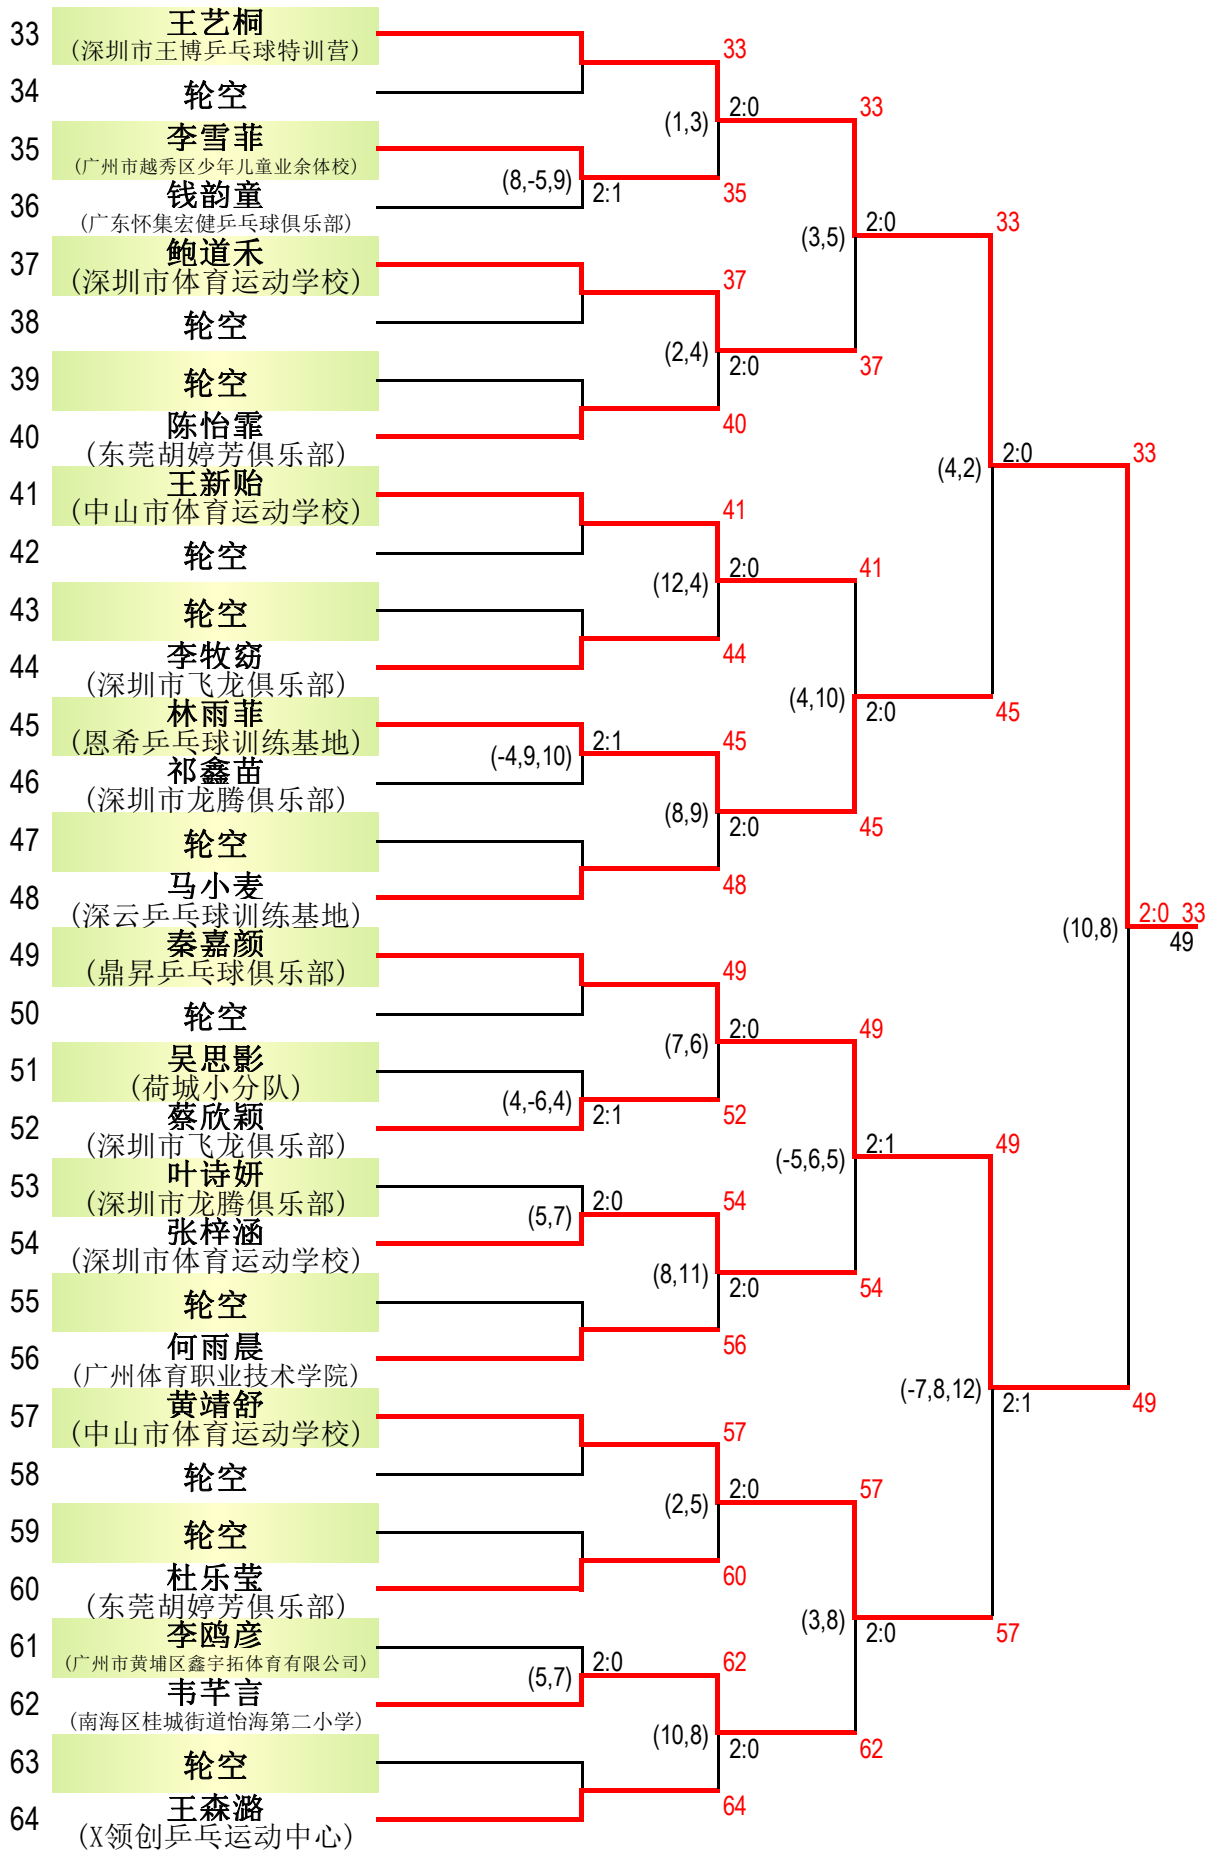 33
王艺桐
(深圳市王博乒乓球特训营)
34
轮空
35
李雪菲
(广州市越秀区少年儿童业余体校)
36
钱韵童
(广东怀集宏健乒乓球俱乐部)
37
鲍道禾
(深圳市体育运动学校)
38
轮空
39
轮空
40
陈怡霏
(东莞胡婷芳俱乐部)
41
王新贻
(中山市体育运动学校)
42
轮空
43
轮空
44
李牧窈
(深圳市飞龙俱乐部)
45
林雨菲
(恩希乒乓球训练基地)
46
祁鑫苗
(深圳市龙腾俱乐部)
47
轮空
48
马小麦
(深云乒乓球训练基地)
49
秦嘉颜
(鼎昇乒乓球俱乐部)
50
轮空
51
吴思影
(荷城小分队)
52
蔡欣颖
(深圳市飞龙俱乐部)
53
叶诗妍
(深圳市龙腾俱乐部)
54
张梓涵
(深圳市体育运动学校)
55
轮空
56
何雨晨
(广州体育职业技术学院)
57
黄靖舒
(中山市体育运动学校)
58
轮空
59
轮空
60
杜乐莹
(东莞胡婷芳俱乐部)
61
李鸥彦
(广州市黄埔区鑫宇拓体育有限公司)
62
韦芊言
(南海区桂城街道怡海第二小学)
63
轮空
64
王森潞
(X领创乒乓运动中心)
(8,-5,9)
2:1
(-4,9,10)
2:1
(4,-6,4)
2:1
(5,7)
2:0
(5,7)
2:0
33
(1,3)
2:0
35
37
(2,4)
2:0
40
41
(12,4)
2:0
44
45
(8,9)
2:0
48
49
(7,6)
2:0
52
54
(8,11)
2:0
56
57
(2,5)
2:0
60
62
(10,8)
2:0
64
33
(3,5)
2:0
37
41
(4,10)
2:0
45
49
(-5,6,5)
2:1
54
57
(3,8)
2:0
62
33
(4,2)
2:0
45
49
(-7,8,12)
2:1
57
33
(10,8)
2:0 33
49
49